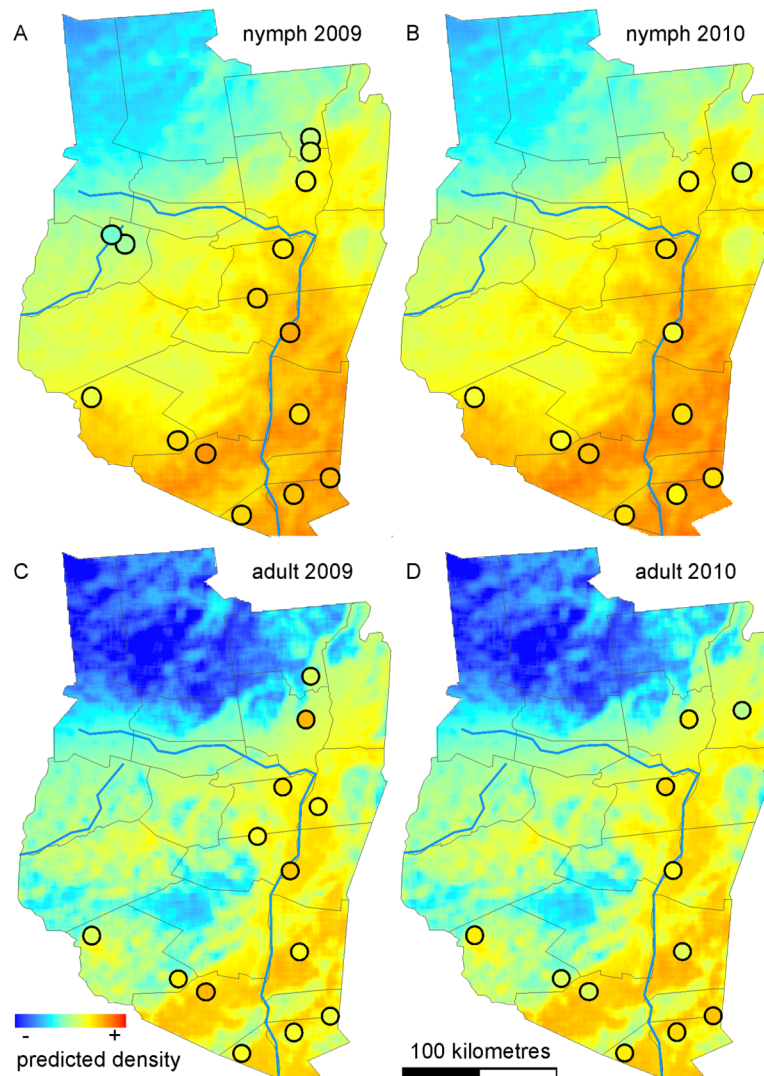 A nymph 2009
B nymph 2010
C adult 2009
D adult 2010
- +
predicted density
100 kilometres